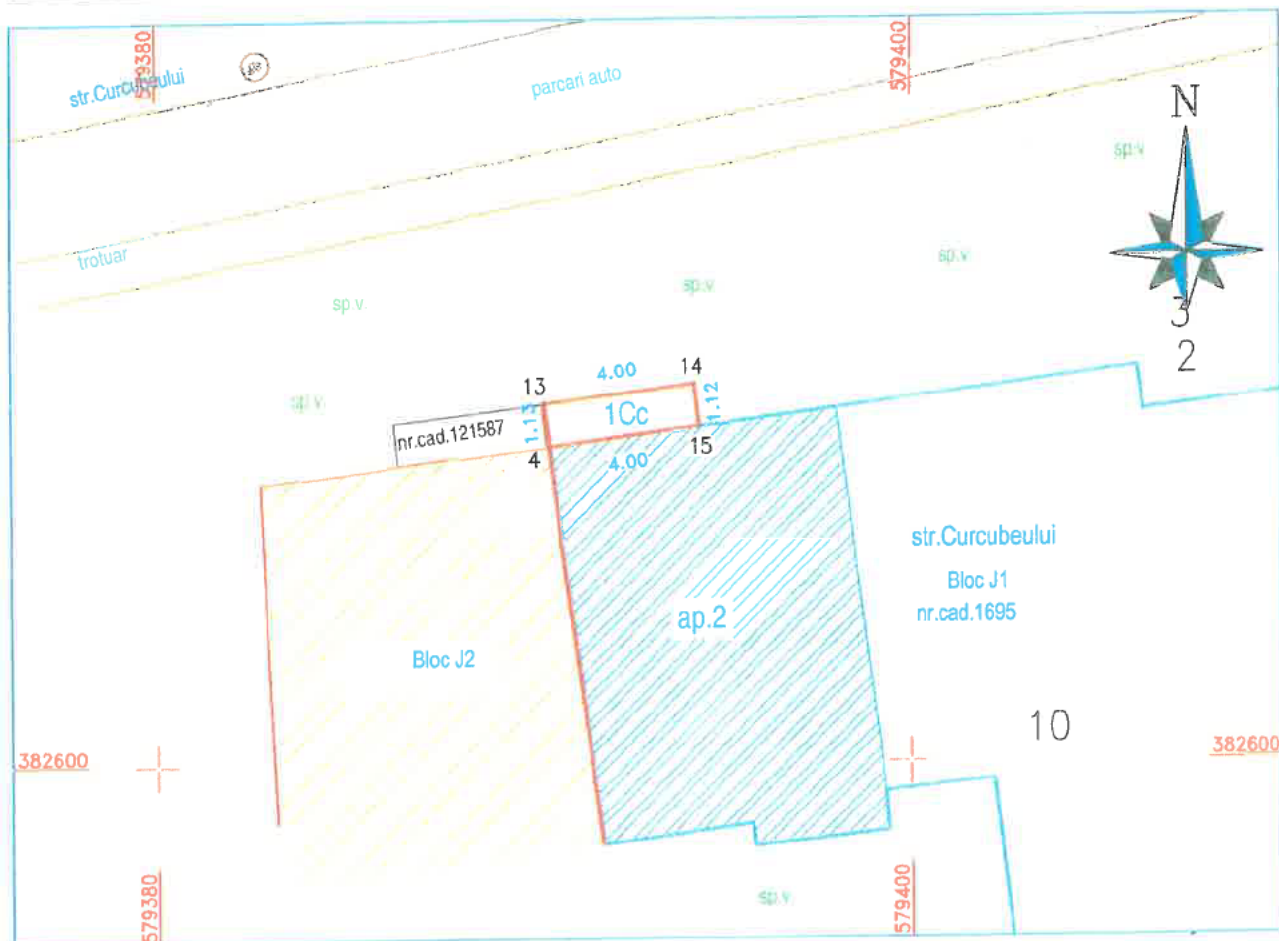 579380
579400
str.Curcubeului
parcari auto
N
sp.v.
trotuar
sp.v.
sp.v.
sp.v.
3
2
sp.v.
13
4.00
14
1.13
1Cc
1.12
nr.cad.121587
4
4.00
15
str.Curcubeului
Bloc J1
nr.cad.1695
ap.2
Bloc J2
10
382600
382600
579380
579400
sp.v.